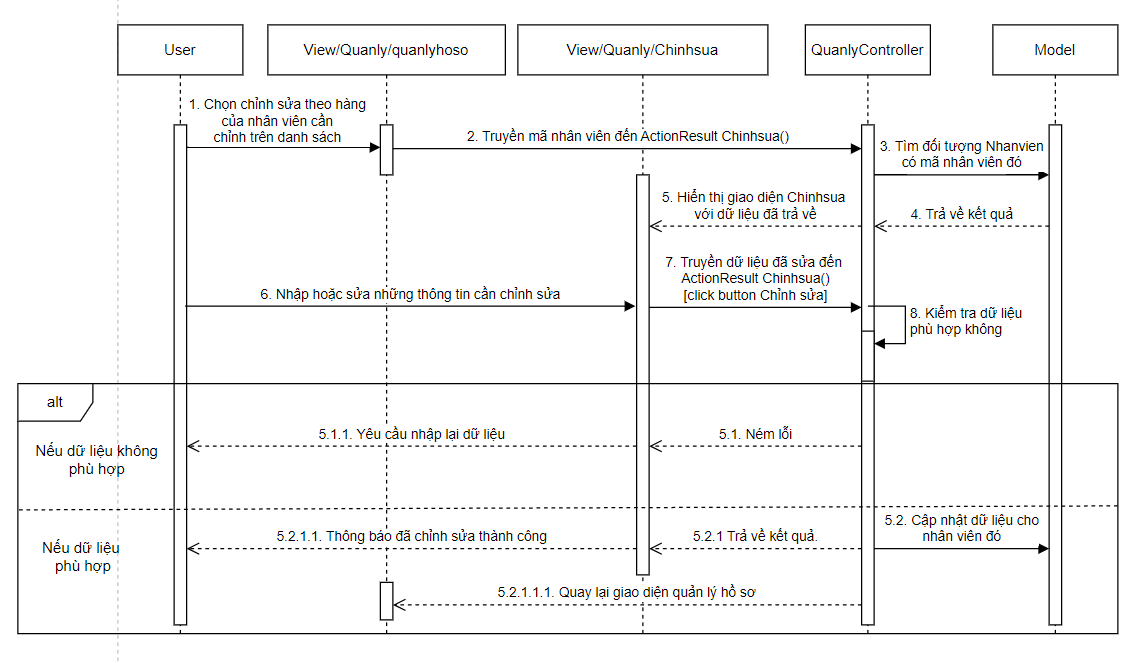 User
View/Quanly/quanlyhoso
View/Quanly/Chinhsua
QuanlyController
Model
1. Chọn chỉnh sửa theo hàng
của nhân viên cần
chỉnh trên danh sách
2. Truyền mã nhân viên đến ActionResult Chinhsua()
3. Tìm đối tượng Nhanvien
có mã nhân viên đó
5. Hiển thị giao diện Chinhsua
với dữ liệu đã trả về
4. Trả về kết quả
7. Truyền dữ liệu đã sửa đến
ActionResult Chinhsua()
[click button Chỉnh sửa]
6. Nhập hoặc sửa những thông tin cần chỉnh sửa
8. Kiểm tra dữ liệu
phù hợp không
alt
Nếu dữ liệu không
phù hợp
5.1.1. Yêu cầu nhập lại dữ liệu
5.1. Ném lỗi
Nếu dữ liệu
phù hợp
5.2.1.1. Thông báo đã chỉnh sửa thành công
5.2.1 Trả về kết quả.
5.2. Cập nhật dữ liệu cho
nhân viên đó
5.2.1.1.1. Quay lại giao diện quản lý hồ sơ